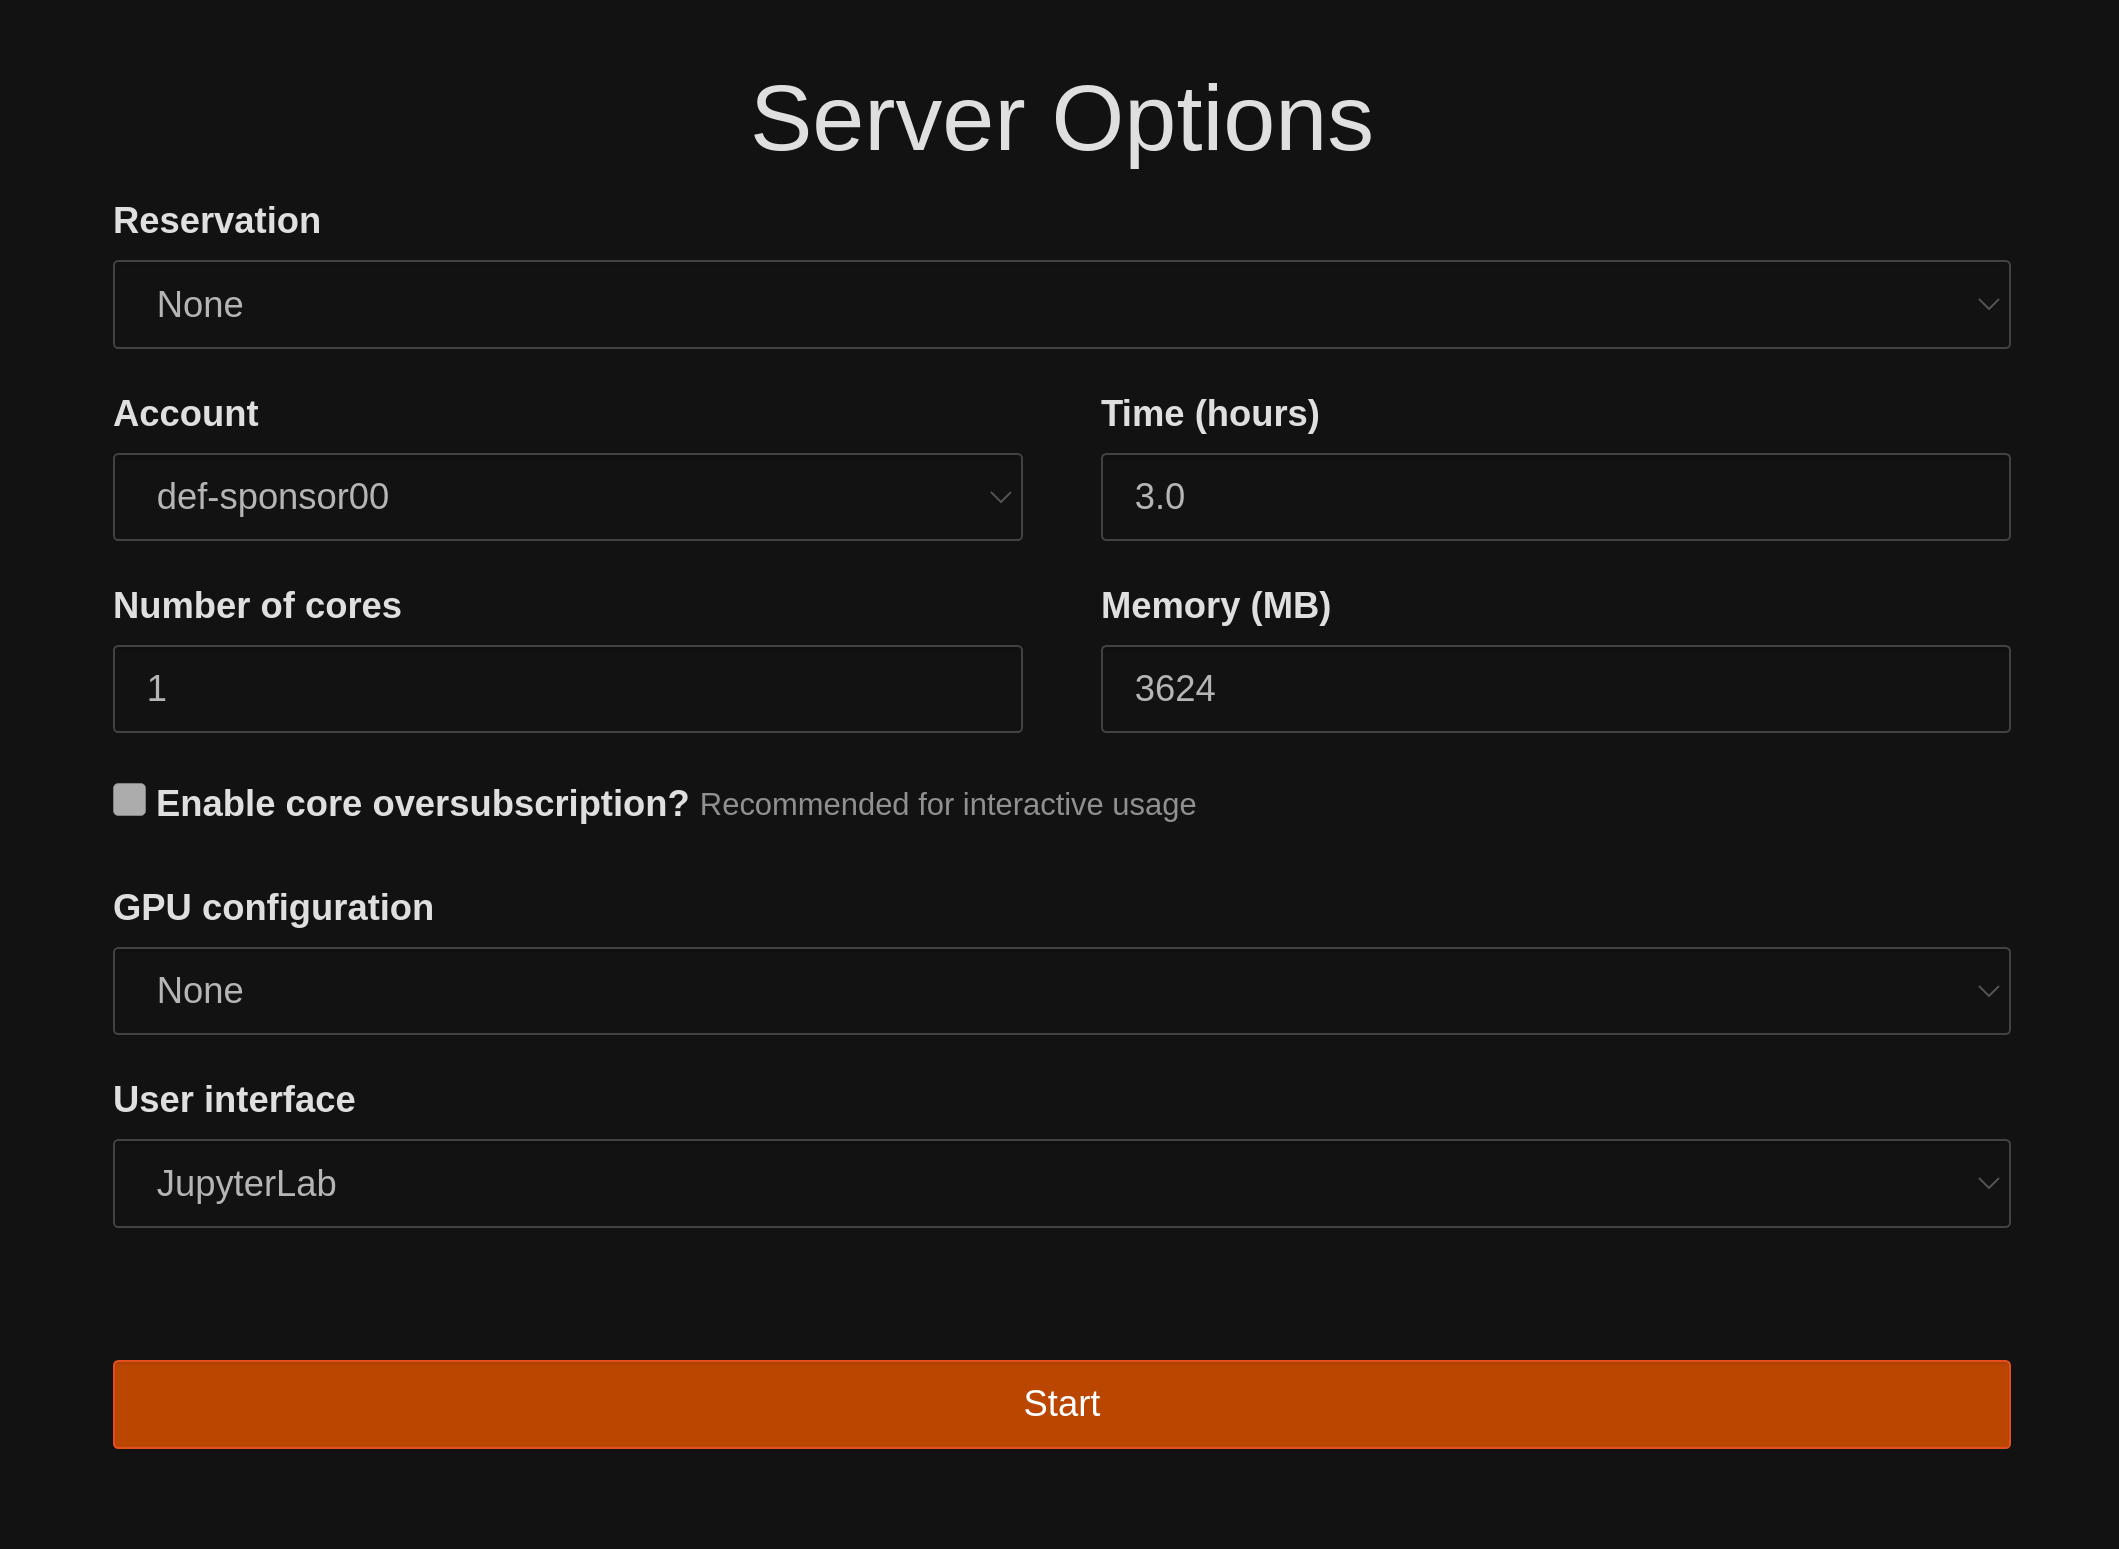 Server Options
Reservation
None
Account
Time (hours)
def-sponsor00
3.0
Number of cores
Memory (MB)
1
3624
Enable core oversubscription? Recommended for interactive usage
GPU configuration
None
User interface
JupyterLab
Start